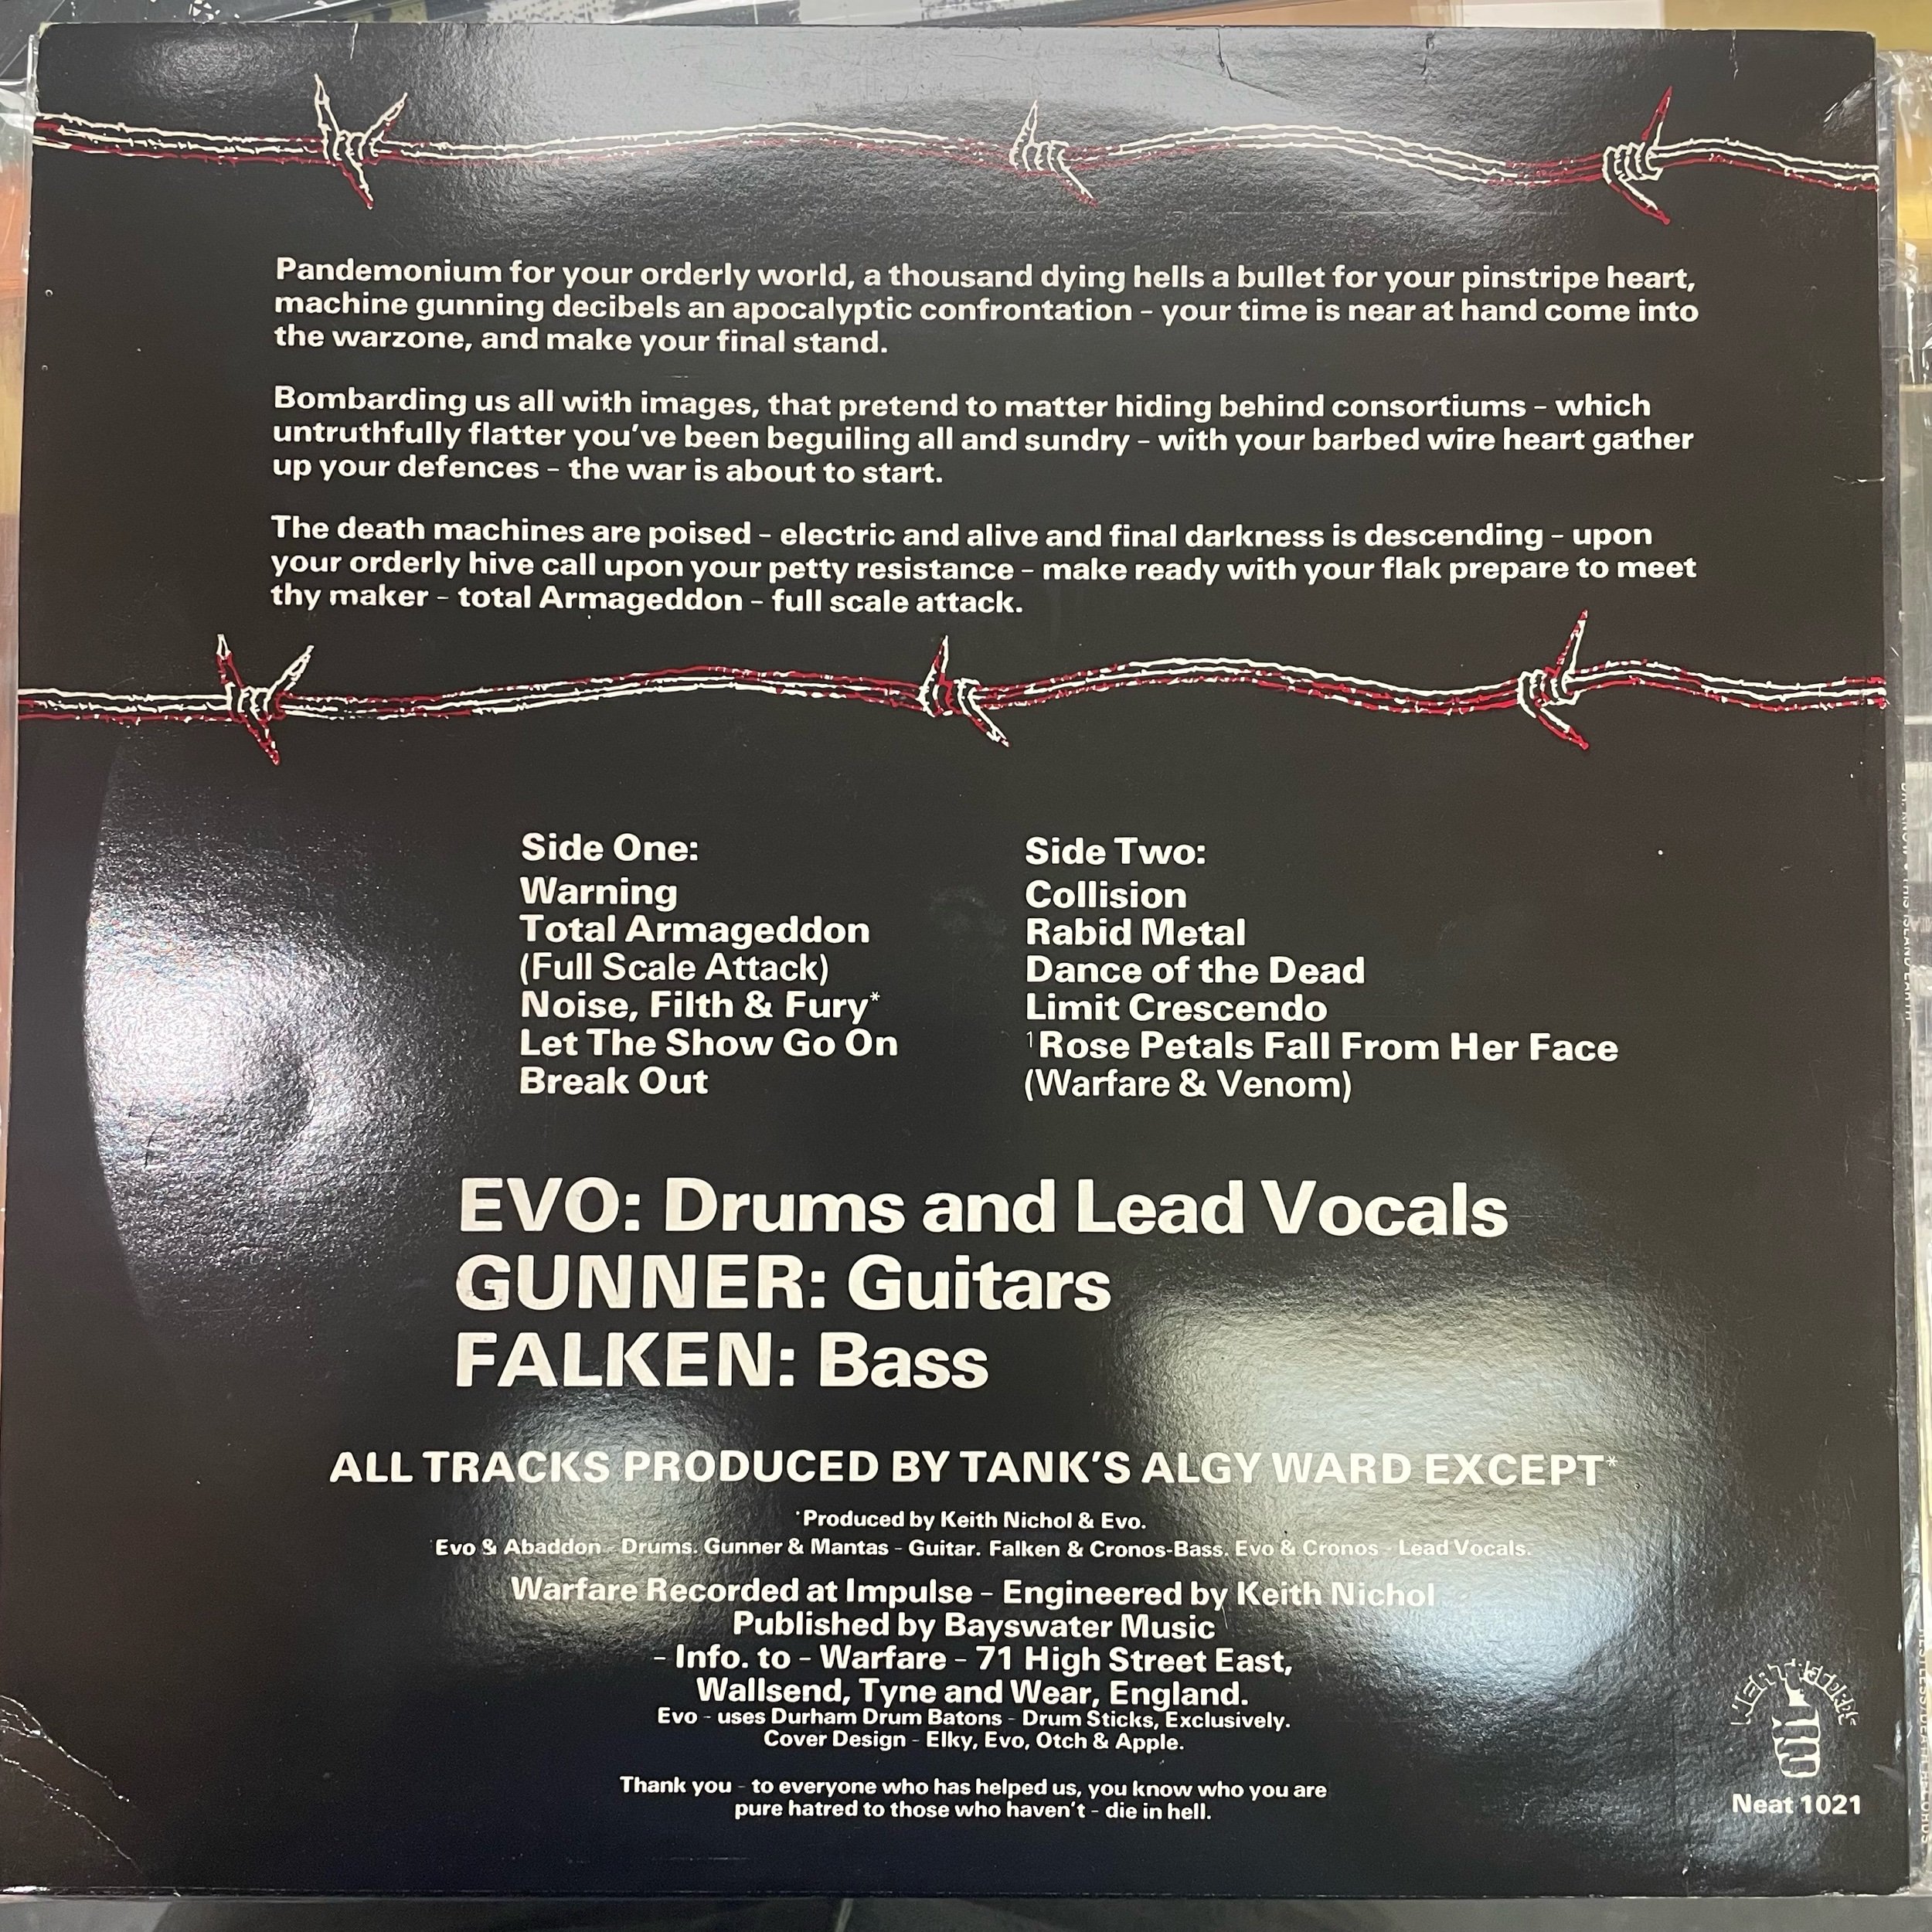 Pandemonium for your orderly world, a thousand dying hells a bullet for your pinstripe heart,
machine gunning decibels an apocalyptic confrontation – your time is near at hand come into
the warzone, and make your final stand.
Bombarding us all with images, that pretend to matter hiding behind consortiums – which
untruthfully flatter you've been beguiling all and sundry – with your barbed wire heart gather
up your defences – the war is about to start.
The death machines are poised – electric and alive and final darkness is descending – upon
your orderly hive call upon your petty resistance – make ready with your flak prepare to meet
thy maker – total Armageddon – full scale attack.
Side One:
Warning
Total Armageddon
(Full Scale Attack)
Noise, Filth & Fury*
Let The Show Go On
Break Out
Side Two:
Collision
Rabid Metal
Dance of the Dead
Limit Crescendo
¹Rose Petals Fall From Her Face
(Warfare & Venom)
EVO: Drums and Lead Vocals
GUNNER: Guitars
FALKEN: Bass
ALL TRACKS PRODUCED BY TANK'S ALGY WARD EXCEPT*
*Produced by Keith Nichol & Evo.
Evo & Abaddon - Drums. Gunner & Mantas - Guitar. Falken & Cronos-Bass. Evo & Cronos - Lead Vocals.
Warfare Recorded at Impulse – Engineered by Keith Nichol
Published by Bayswater Music
– Info. to – Warfare – 71 High Street East,
Wallsend, Tyne and Wear, England.
Evo - uses Durham Drum Batons - Drum Sticks, Exclusively.
Cover Design - Elky, Evo, Otch & Apple.
Thank you - to everyone who has helped us, you know who you are
pure hatred to those who haven't - die in hell.
Neat 1021